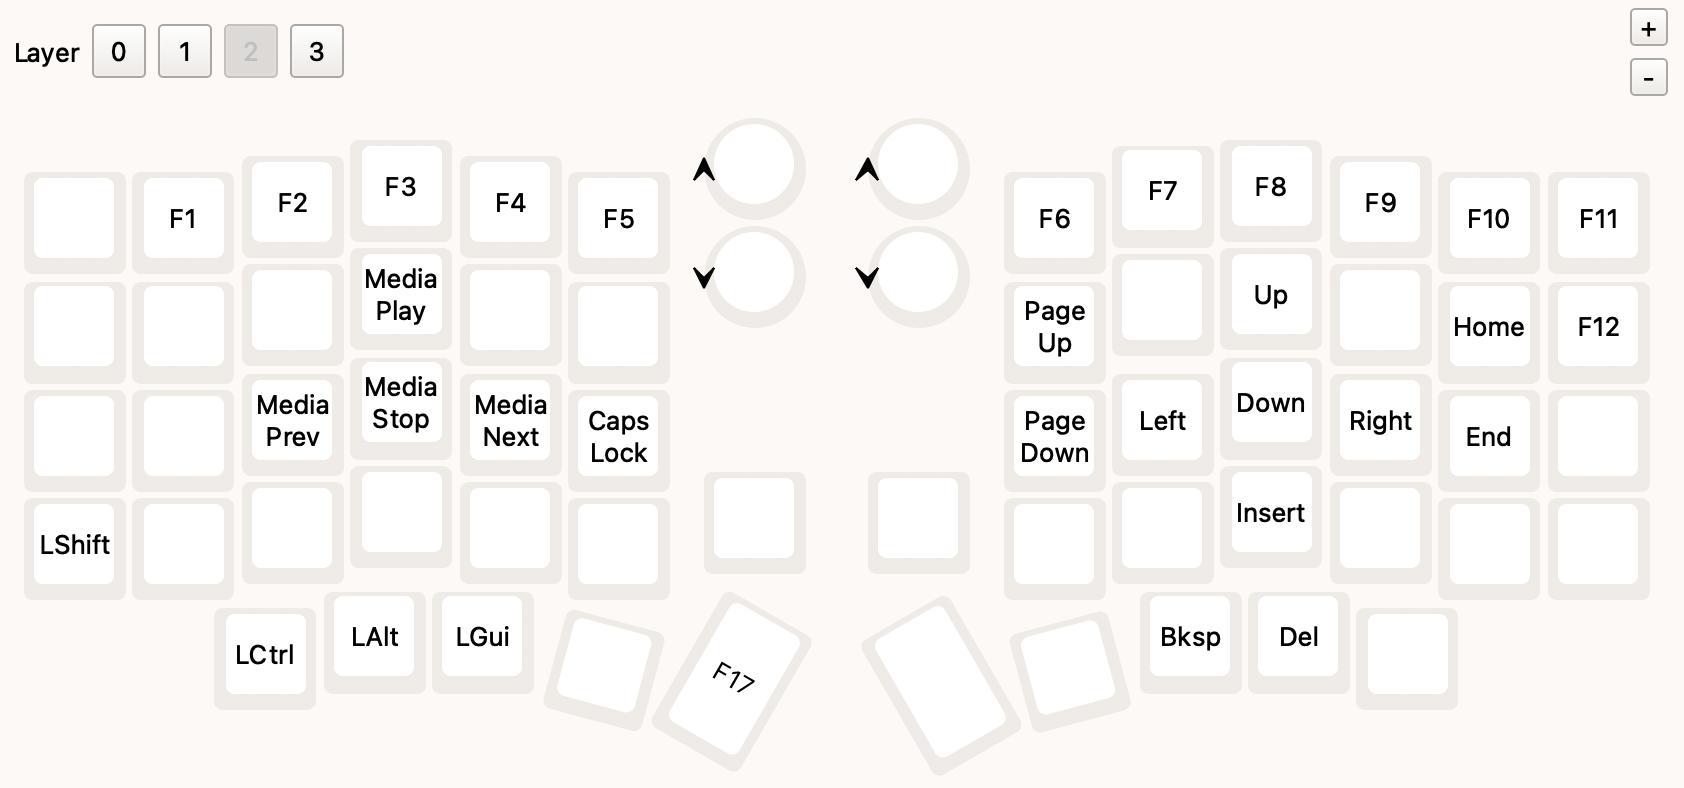 Layer 0 1 2 3
+
-
F1 F2 F3 F4 F5 F6 F7 F8 F9 F10 F11
Media
Play
Page
Up
Up
Home
F12
Media
Prev
Media
Stop
Media
Next
Caps
Lock
Page
Down
Left
Down
Right
End
LShift
Insert
LCtrl
LAlt
LGui
F17
Bksp
Del